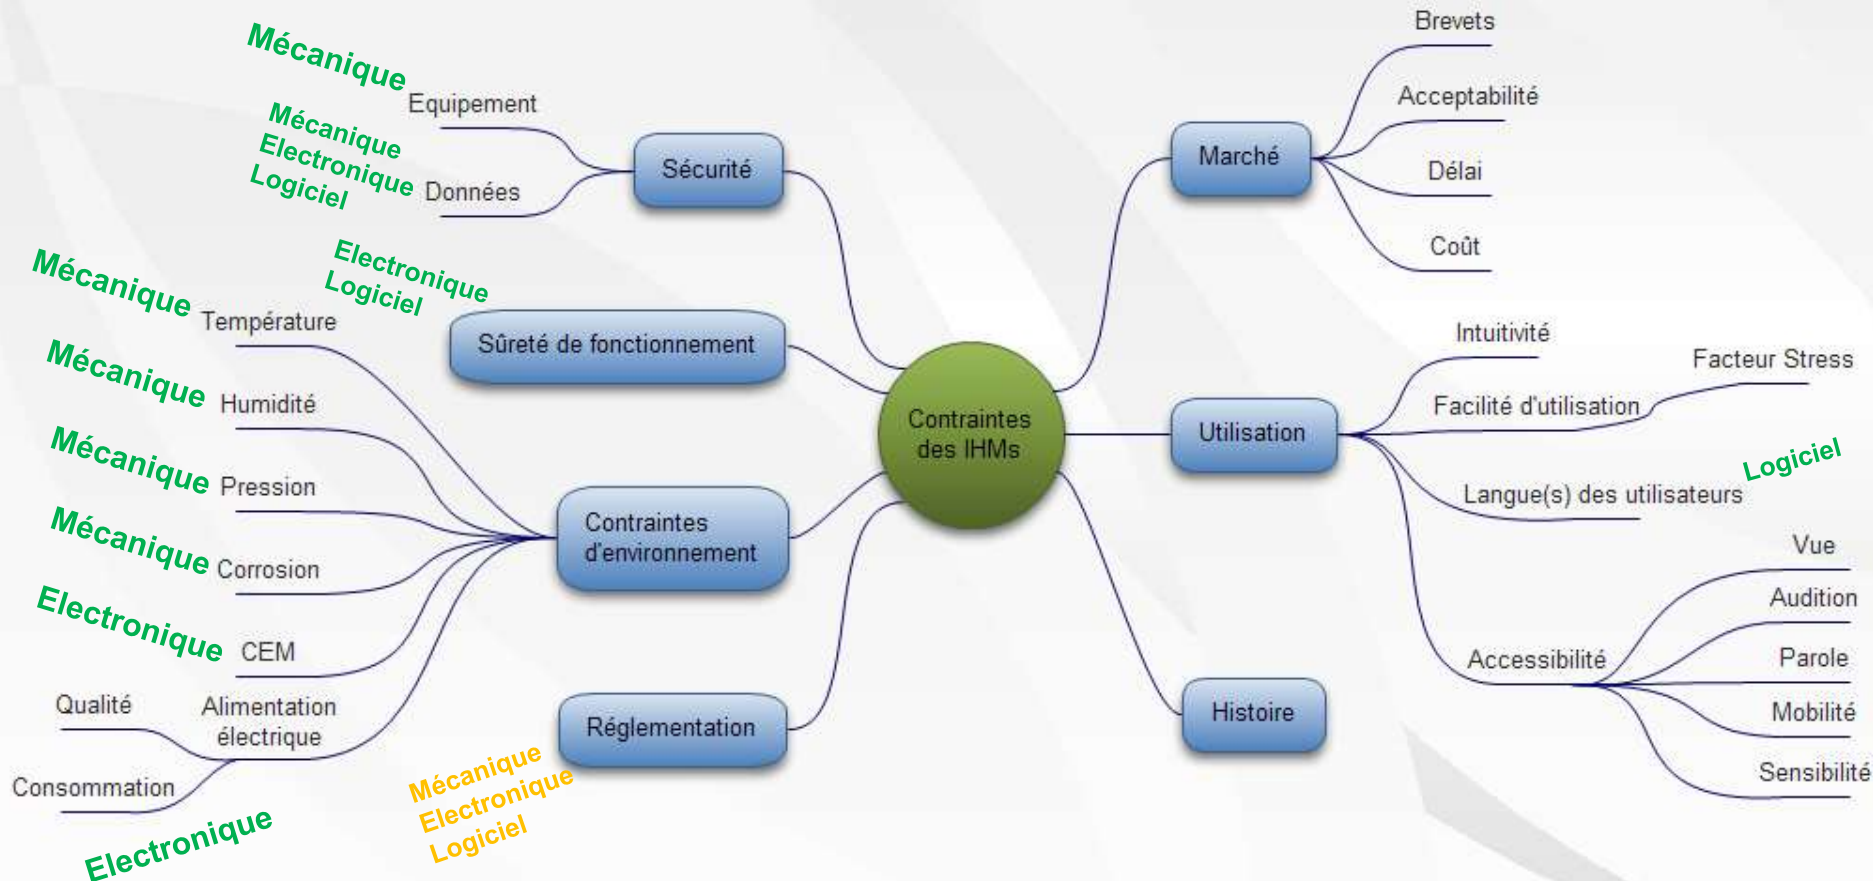 Mécanique
Equipement
Mécanique
Electronique
Logiciel
Données
Sécurité
Electronique
Logiciel
Sûreté de fonctionnement
Mécanique
Température
Mécanique
Humidité
Mécanique
Pression
Mécanique
Corrosion
Electronique
CEM
Qualité
Alimentation
électrique
Consommation
Electronique
Contraintes
d'environnement
Réglementation
Mécanique
Electronique
Logiciel
Contraintes
des IHMs
Marché
Brevets
Acceptabilité
Délai
Coût
Utilisation
Intuitivité
Facilité d'utilisation
Facteur Stress
Langue(s) des utilisateurs
Logiciel
Accessibilité
Vue
Audition
Parole
Mobilité
Sensibilité
Histoire